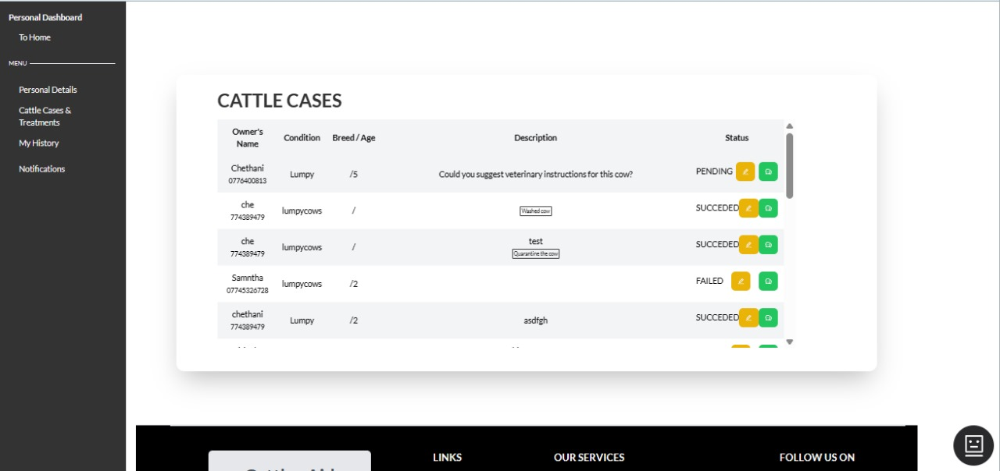 Personal Dashboard
To Home
MENU
Personal Details
Cattle Cases &
Treatments
My History
Notifications
CATTLE CASES
Owner's
Name
Condition
Breed / Age
Description
Status
Chethani
0776400813
Lumpy
/5
Could you suggest veterinary instructions for this cow?
PENDING
che
774389479
lumpycows
/
Washed cow
SUCCEDED
che
774389479
lumpycows
/
test
Quarantine the cow
SUCCEDED
Samntha
07745326728
lumpycows
/2
FAILED
chethani
774389479
Lumpy
/2
asdfgh
SUCCEDED
LINKS
OUR SERVICES
FOLLOW US ON